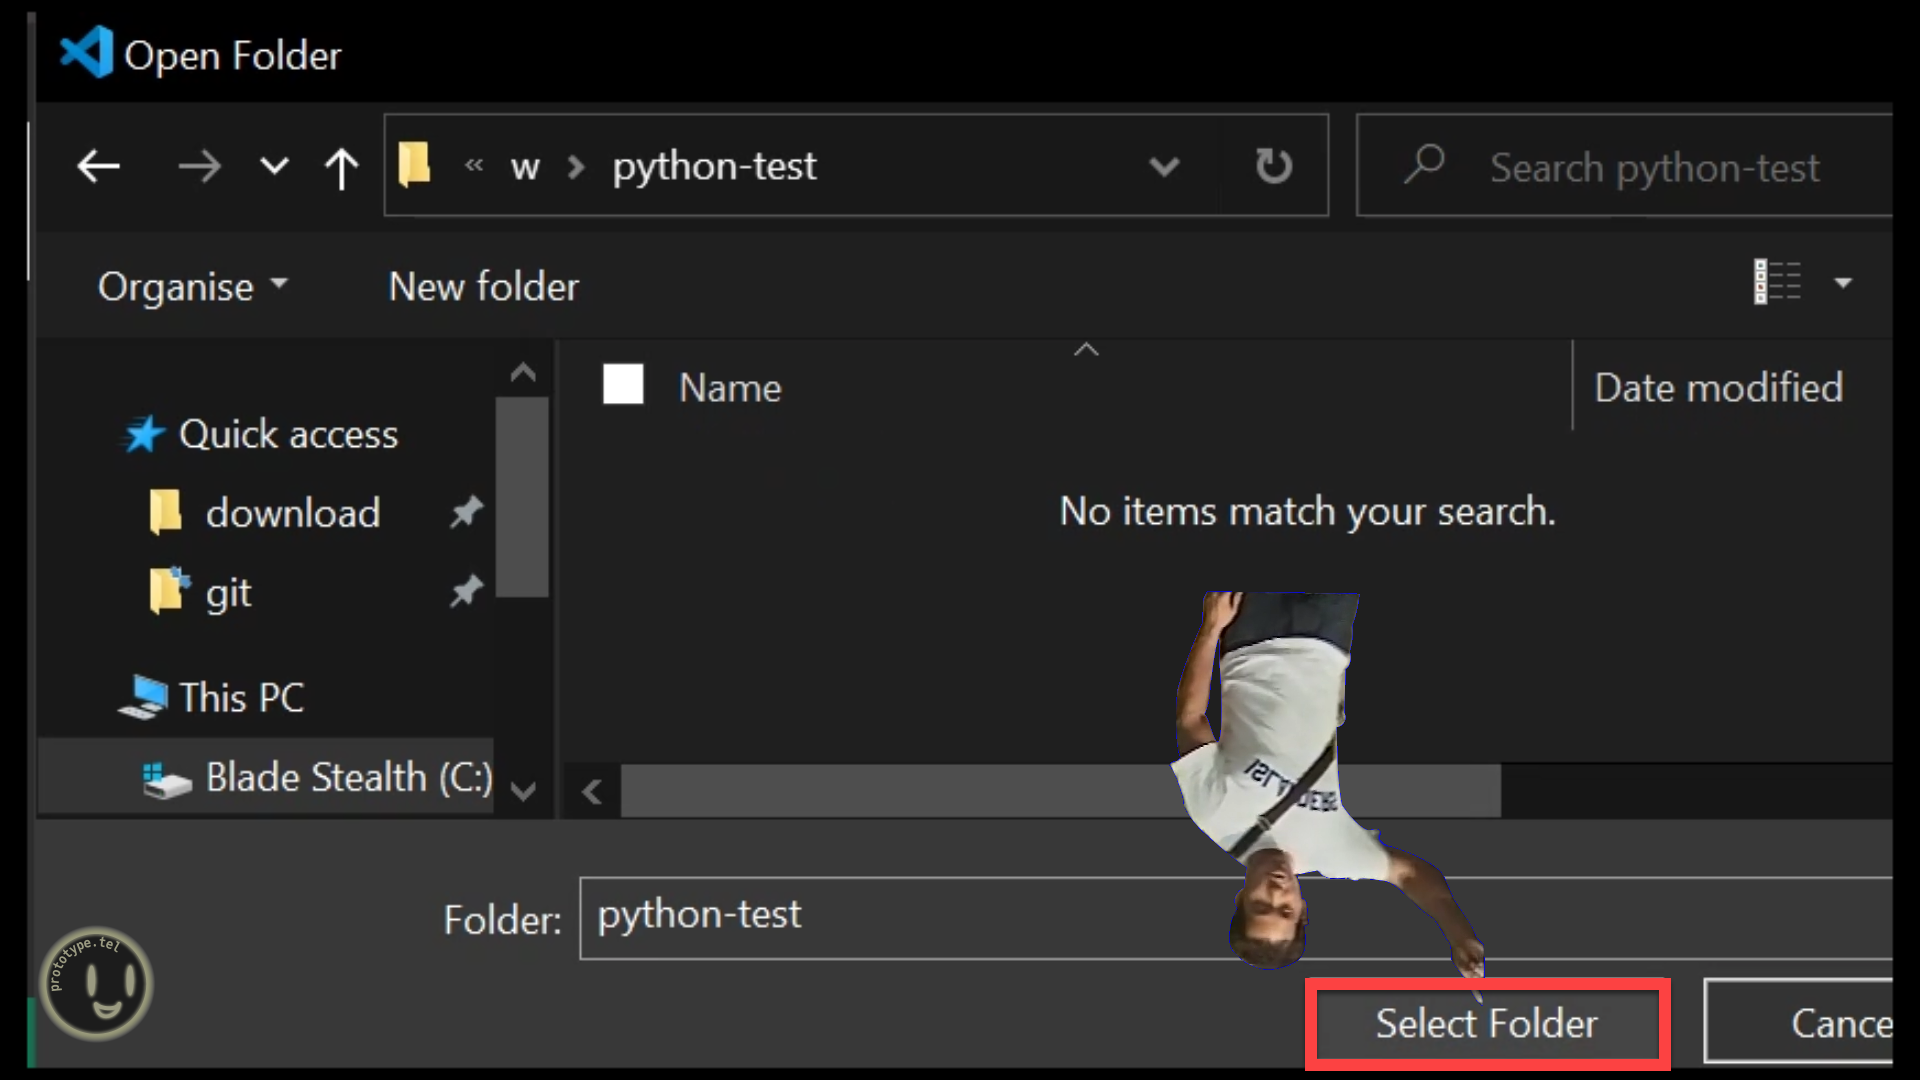 Open Folder
« w > python-test
Search python-test
Organise
New folder
Name
Date modified
Quick access
download
git
No items match your search.
This PC
Blade Stealth (C:)
Folder: python-test
prototype.tel
Select Folder
Cance